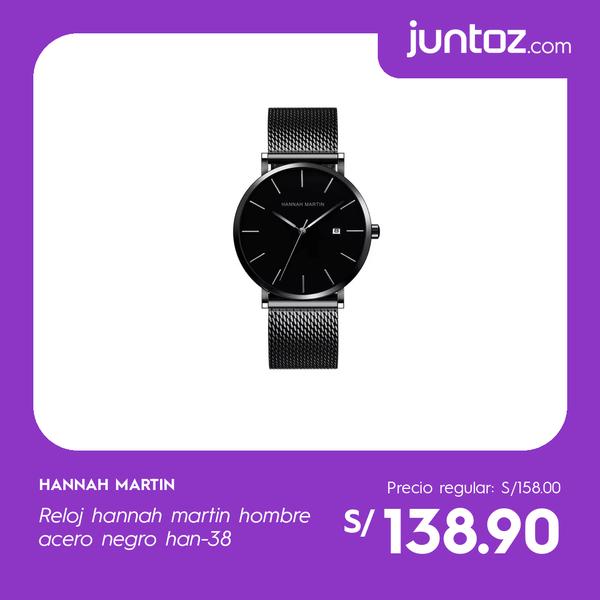 juntoz.com
HANNAH MARTIN
HANNAH MARTIN
Reloj hannah martin hombre
acero negro han-38
Precio regular: S/158.00
S/138.90